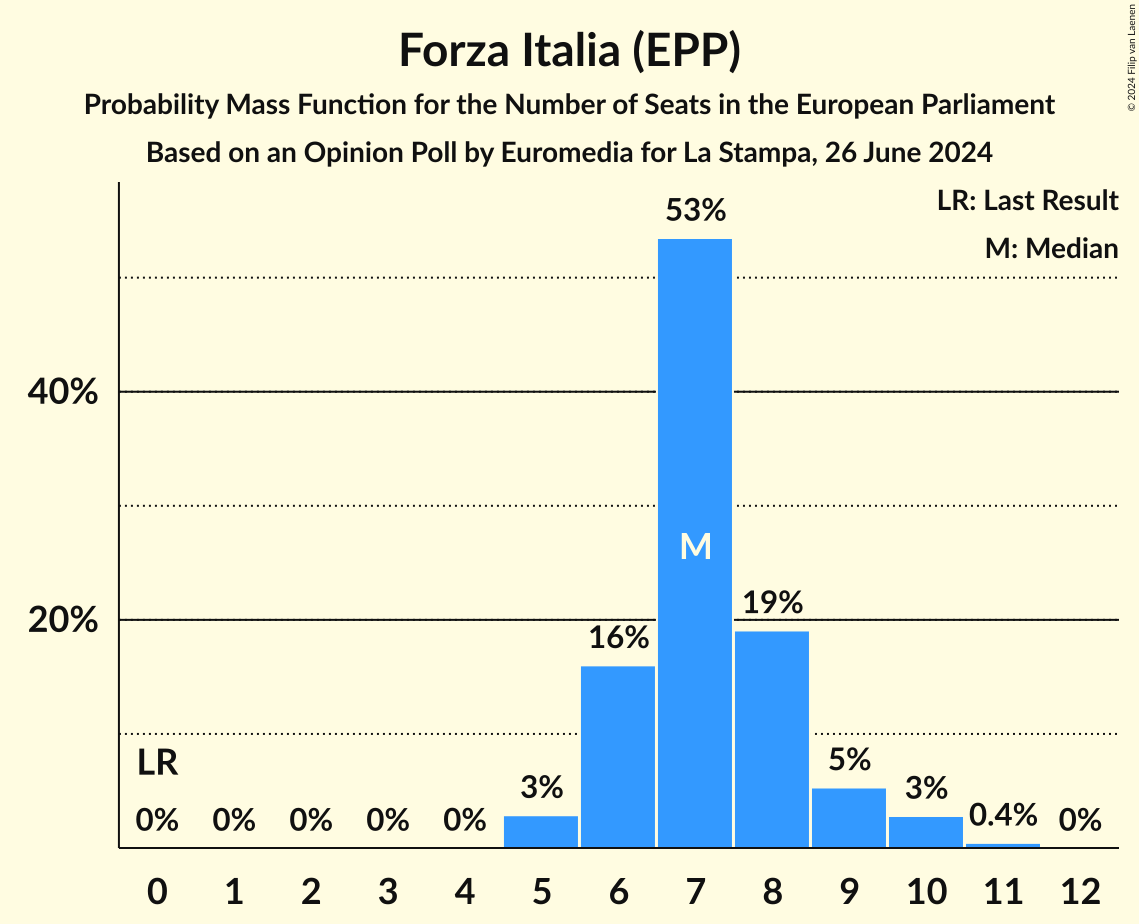 Forza Italia (EPP)
Probability Mass Function for the Number of Seats in the European Parliament
Based on an Opinion Poll by Euromedia for La Stampa, 26 June 2024
© 2024 Filip van Laenen
LR: Last Result
M: Median
53%
40%
M
20%
19%
16%
LR
5%
3%
3%
0.4%
0% 0% 0% 0% 0% 0%
0 1 2 3 4 5 6 7 8 9 10 11 12